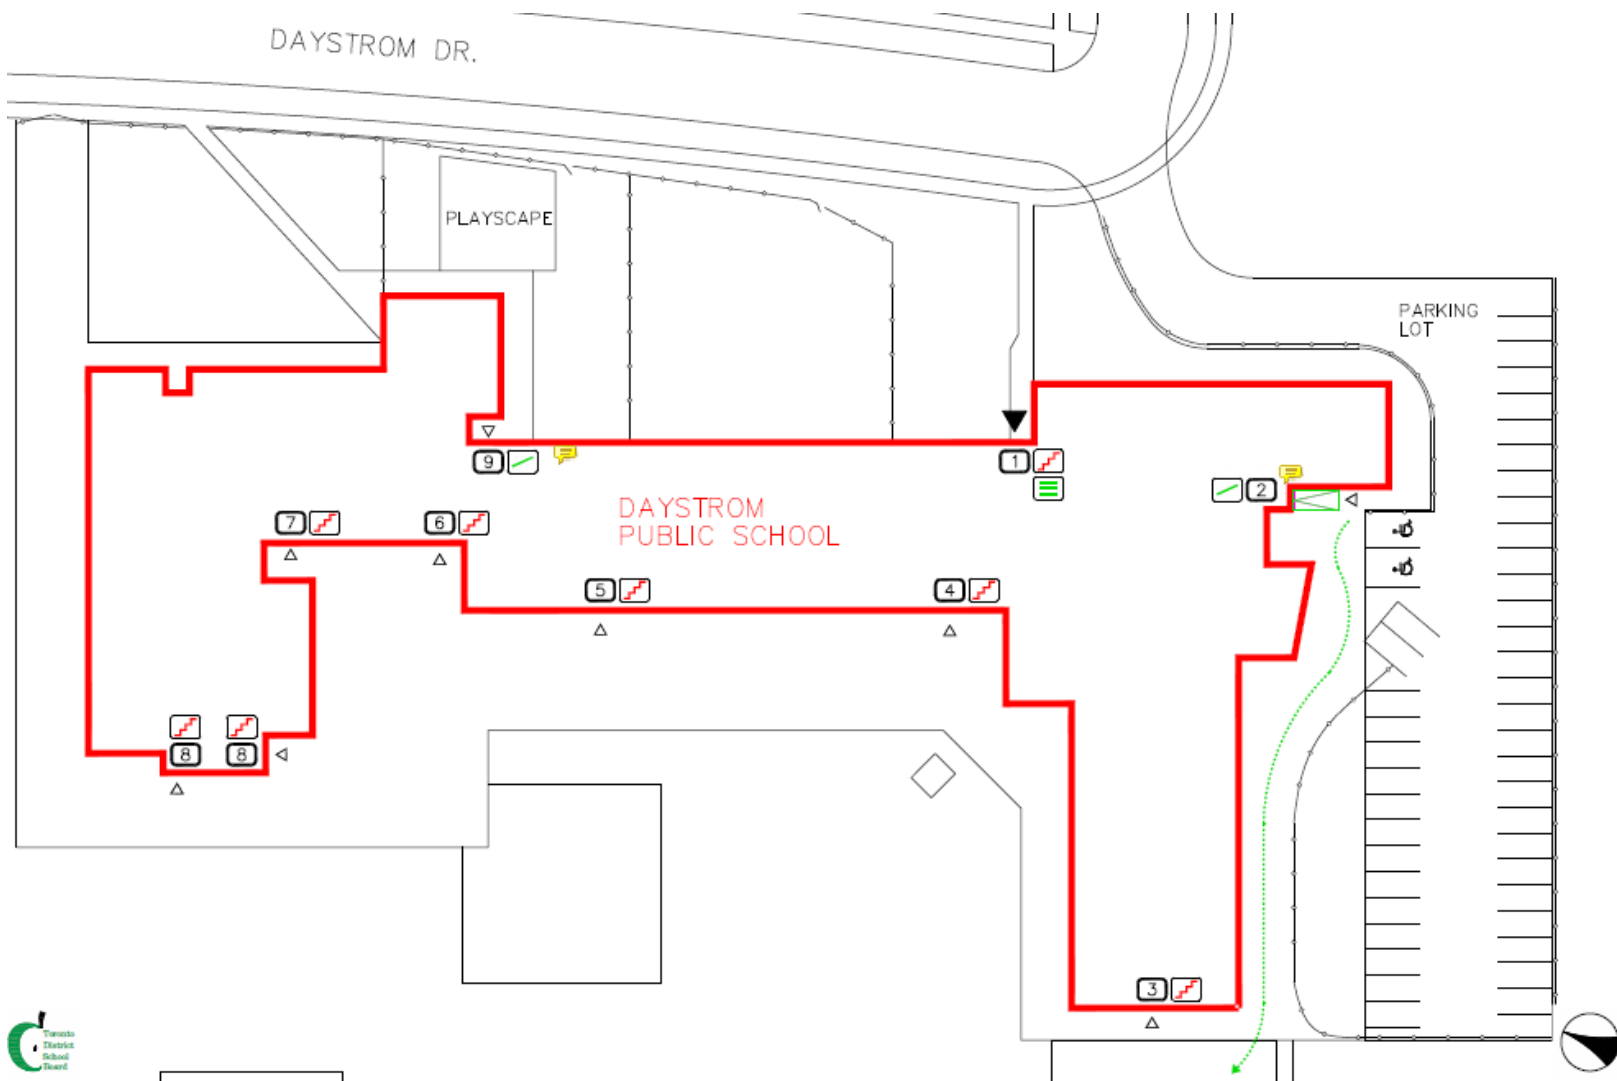 DAYSTROM DR.
PLAYSCAPE
PARKING
LOT
9
1
2
DAYSTROM
PUBLIC SCHOOL
7
6
5
4
8
8
3
Toronto
District
School
Board